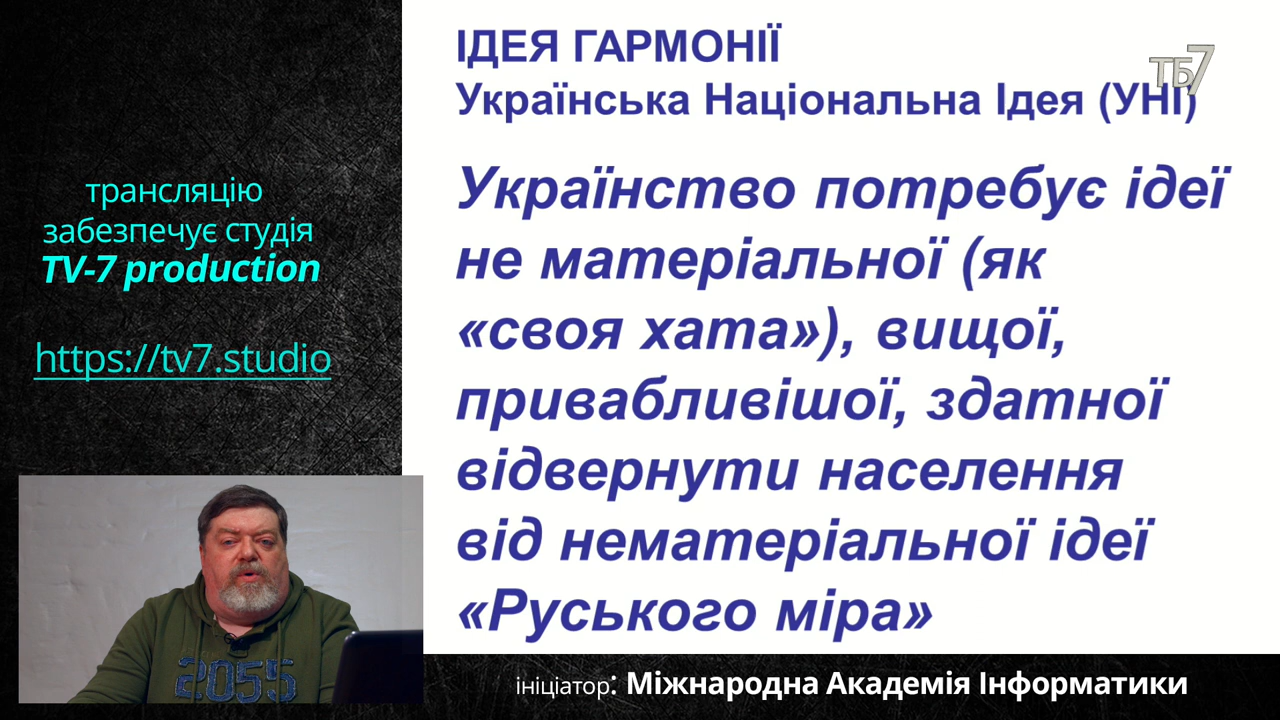 трансляцію
забезпечує студія
TV-7 production
https://tv7.studio
ІДЕЯ ГАРМОНІЇ
Українська Національна Ідея (УНІ)
ТБ7
Українство потребує ідеї
не матеріальної (як
«своя хата»), вищої,
привабливішої, здатної
відвернути населення
від нематеріальної ідеї
«Руського міра»
2055
ініціатор: Міжнародна Академія Інформатики